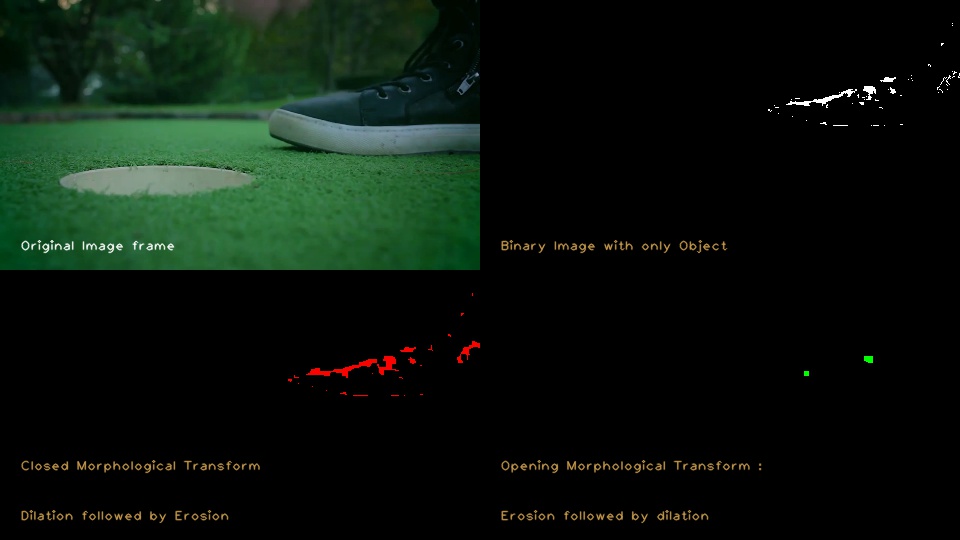 Original Image frame
Binary Image with only Object
Closed Morphological Transform
Dilation followed by Erosion
Opening Morphological Transform :
Erosion followed by dilation